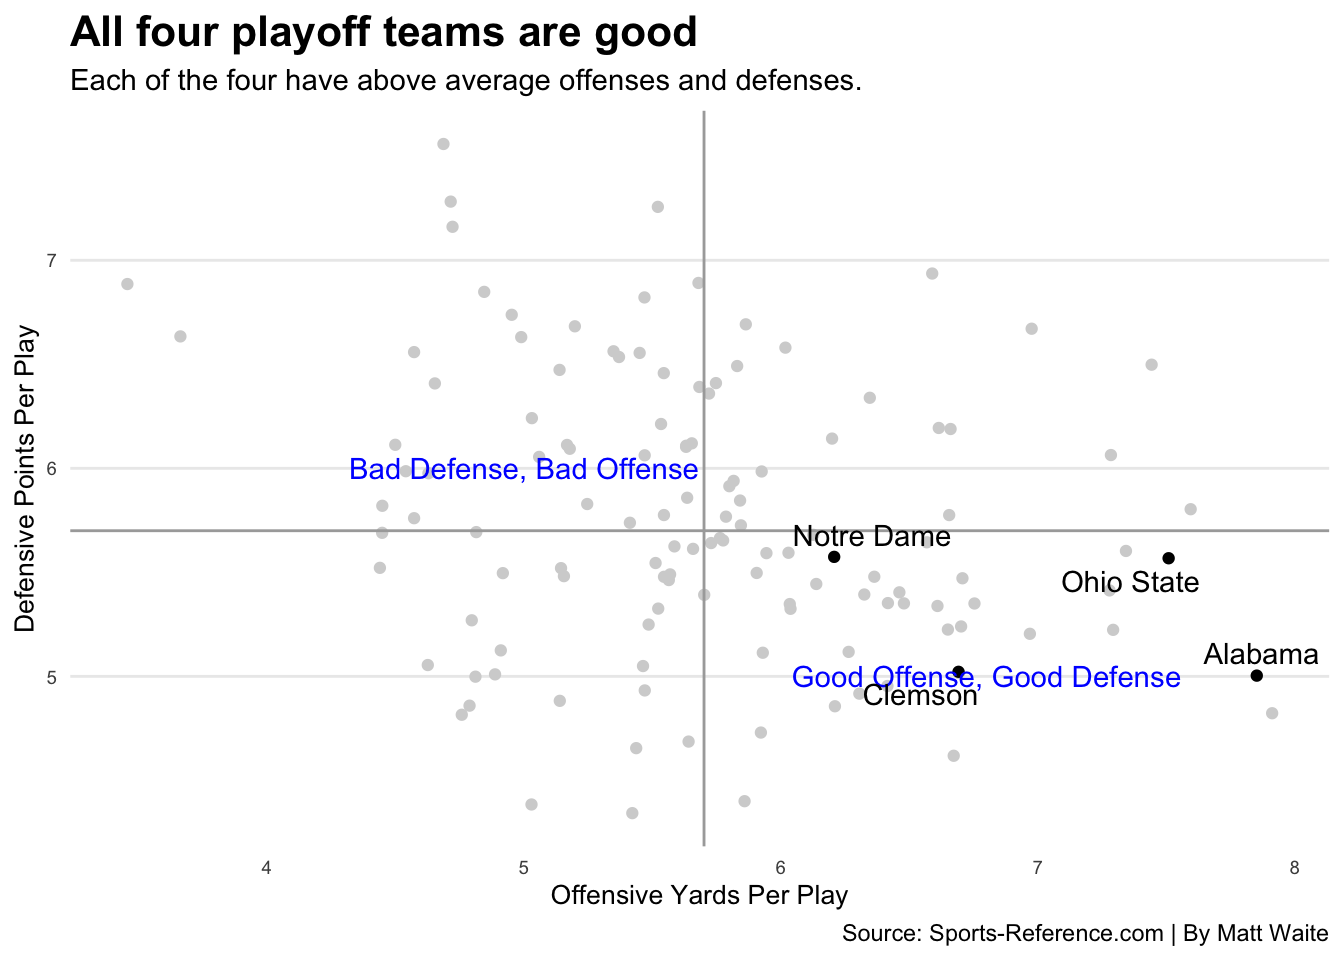 All four playoff teams are good
Each of the four have above average offenses and defenses.
Defensive Points Per Play
7
6
5
Bad Defense, Bad Offense
Notre Dame
Ohio State
Alabama
Good Offense, Good Defense
Clemson
4 5 6 7 8
Offensive Yards Per Play
Source: Sports-Reference.com | By Matt Waite